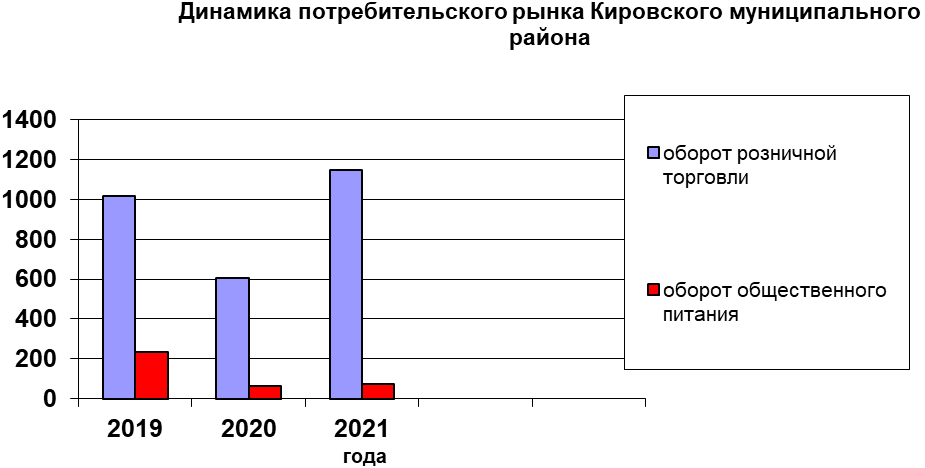 Динамика потребительского рынка Кировского муниципального
района
1400
1200
1000
800
600
400
200
0
2019
2020
2021
года
оборот розничной
торговли
оборот общественного
питания